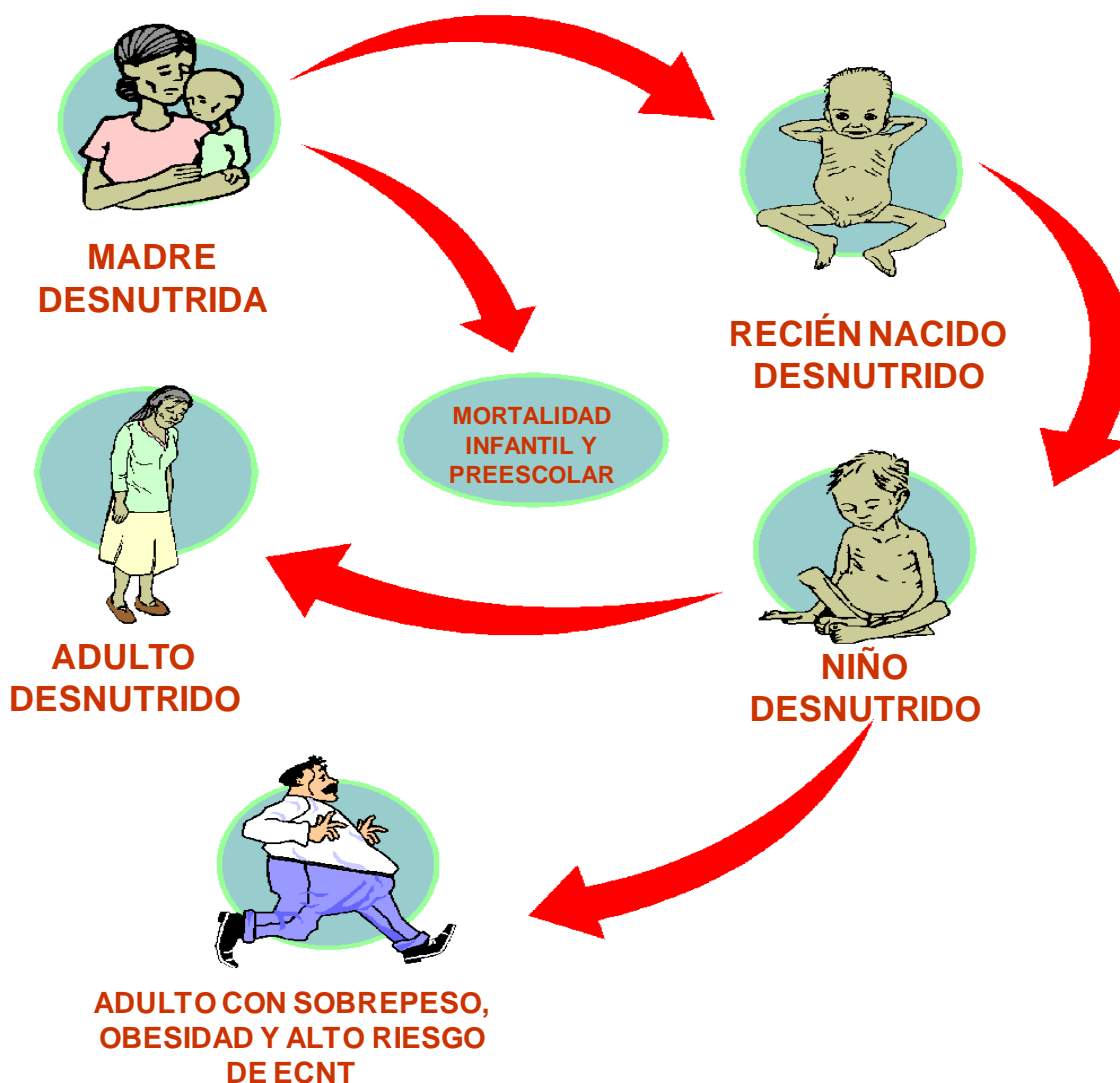 MADRE
DESNUTRIDA
RECIÉN NACIDO
DESNUTRIDO
MORTALIDAD
INFANTIL Y
PREESCOLAR
ADULTO
DESNUTRIDO
NIÑO
DESNUTRIDO
ADULTO CON SOBREPESO,
OBESIDAD Y ALTO RIESGO
DE ECNT